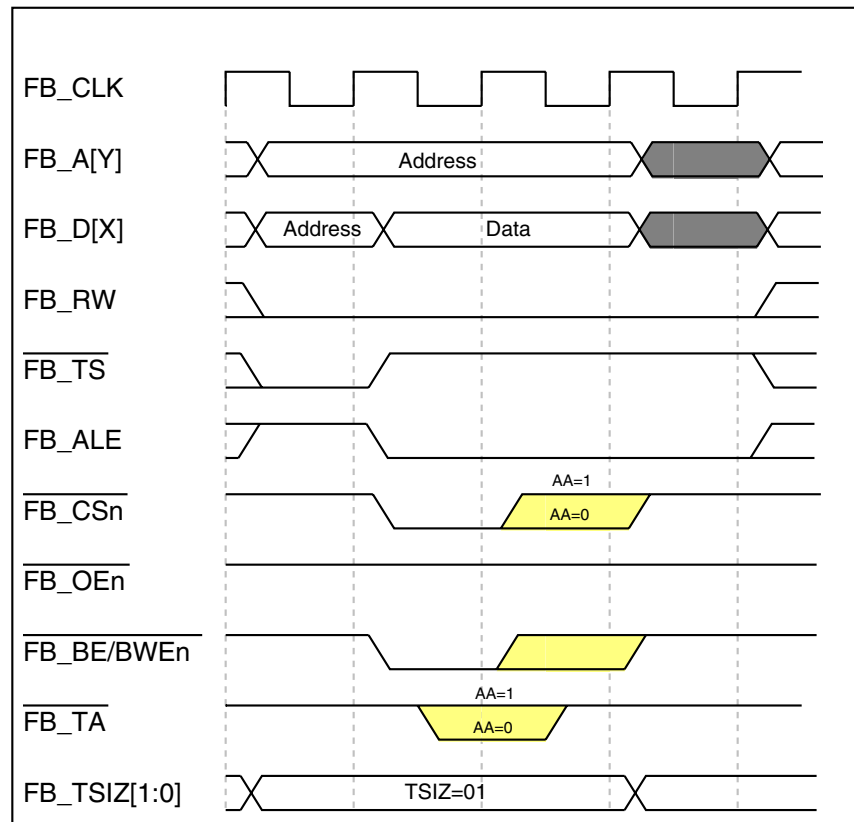 FB_CLK
FB_A[Y]
Address
FB_D[X]
Address
Data
FB_RW
FB_TS
FB_ALE
AA=1
FB_CSn
AA=0
FB_OEn
FB_BE/BWEn
AA=1
FB_TA
AA=0
FB_TSIZ[1:0]
TSIZ=01